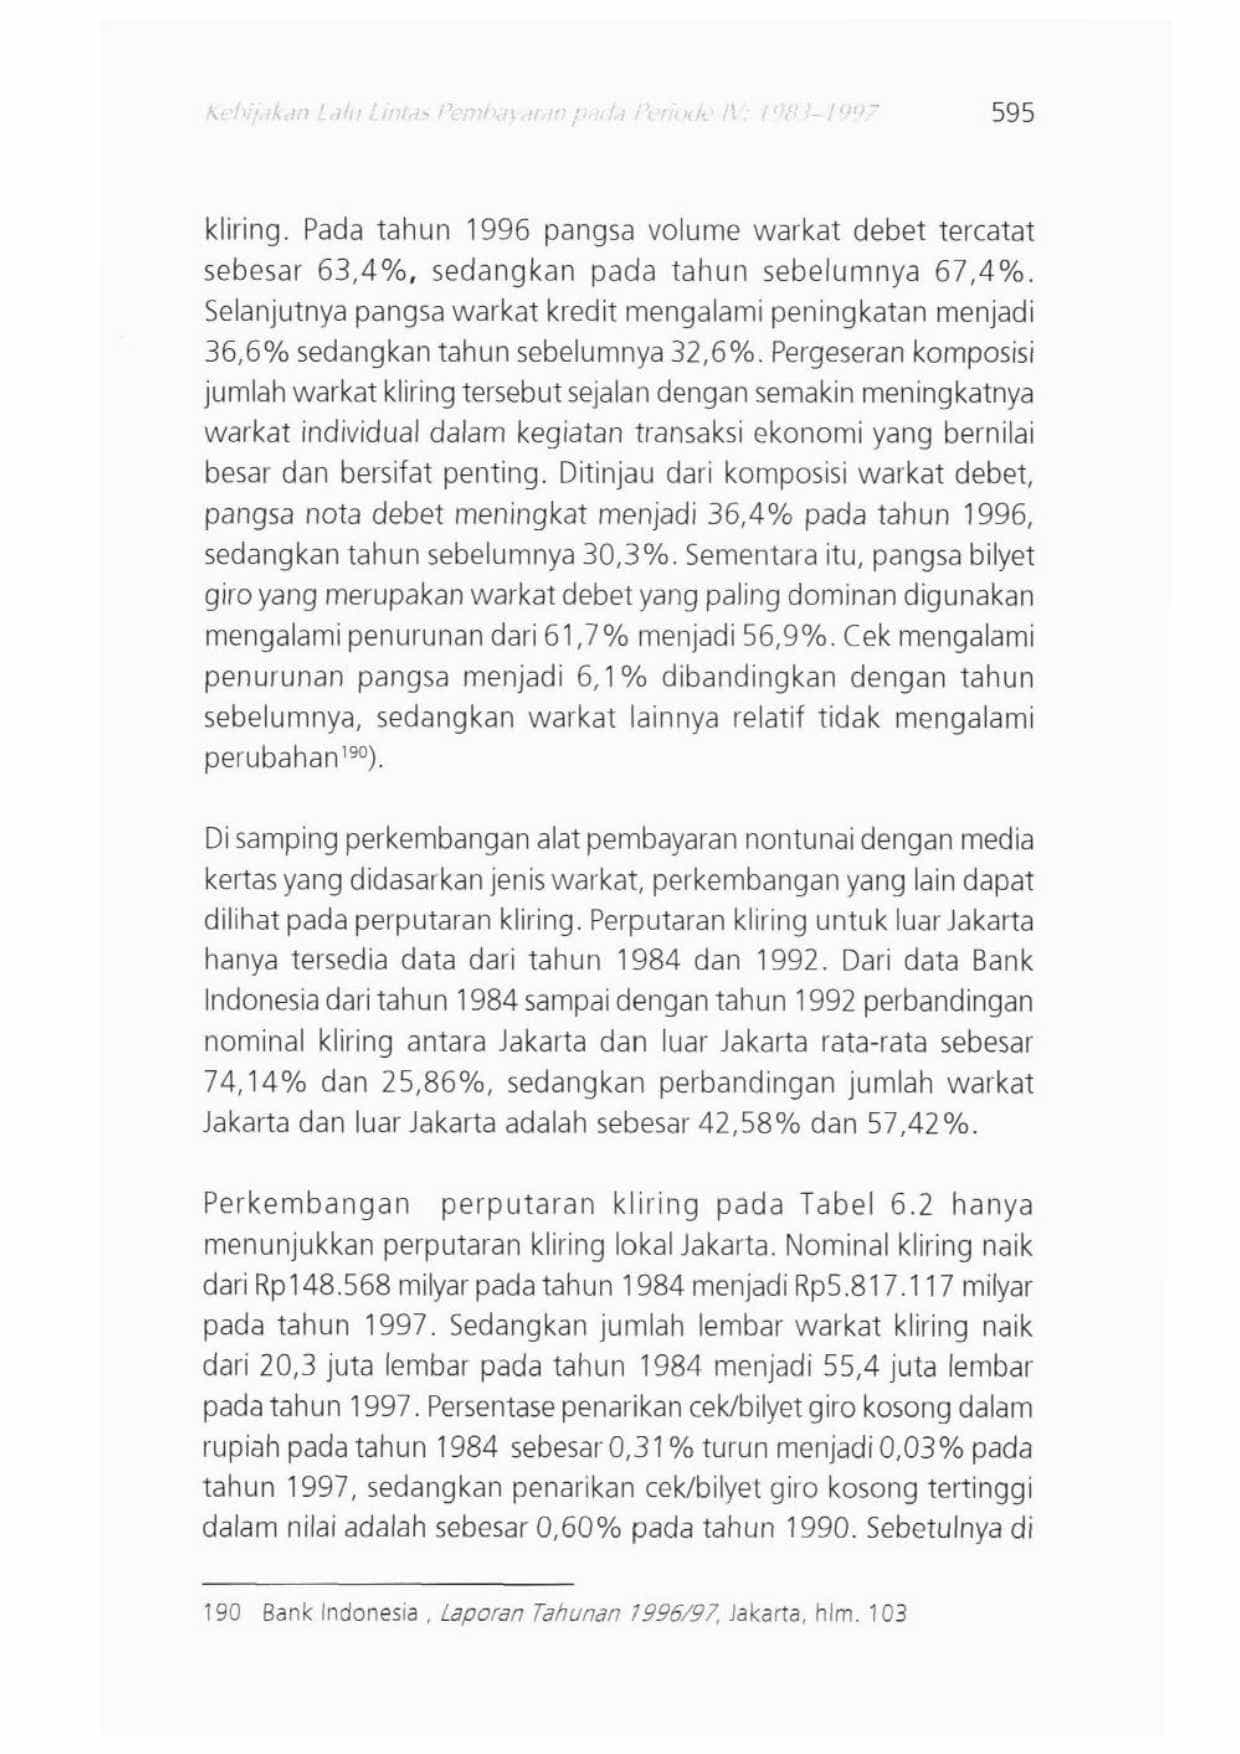 Kebijakan Lalu Lintas Pembayaran pada Periode IV: 1983–1997 595
kliring. Pada tahun 1996 pangsa volume warkat debet tercatat
sebesar 63,4%, sedangkan pada tahun sebelumnya 67,4%.
Selanjutnya pangsa warkat kredit mengalami peningkatan menjadi
36,6% sedangkan tahun sebelumnya 32,6%. Pergeseran komposisi
jumlah warkat kliring tersebut sejalan dengan semakin meningkatnya
warkat individual dalam kegiatan transaksi ekonomi yang bernilai
besar dan bersifat penting. Ditinjau dari komposisi warkat debet,
pangsa nota debet meningkat menjadi 36,4% pada tahun 1996,
sedangkan tahun sebelumnya 30,3%. Sementara itu, pangsa bilyet
giro yang merupakan warkat debet yang paling dominan digunakan
mengalami penurunan dari 61,7% menjadi 56,9%. Cek mengalami
penurunan pangsa menjadi 6,1% dibandingkan dengan tahun
sebelumnya, sedangkan warkat lainnya relatif tidak mengalami
perubahan¹⁹⁰).
Di samping perkembangan alat pembayaran nontunai dengan media
kertas yang didasarkan jenis warkat, perkembangan yang lain dapat
dilihat pada perputaran kliring. Perputaran kliring untuk luar Jakarta
hanya tersedia data dari tahun 1984 dan 1992. Dari data Bank
Indonesia dari tahun 1984 sampai dengan tahun 1992 perbandingan
nominal kliring antara Jakarta dan luar Jakarta rata-rata sebesar
74,14% dan 25,86%, sedangkan perbandingan jumlah warkat
Jakarta dan luar Jakarta adalah sebesar 42,58% dan 57,42%.
Perkembangan perputaran kliring pada Tabel 6.2 hanya
menunjukkan perputaran kliring lokal Jakarta. Nominal kliring naik
dari Rp148.568 milyar pada tahun 1984 menjadi Rp5.817.117 milyar
pada tahun 1997. Sedangkan jumlah lembar warkat kliring naik
dari 20,3 juta lembar pada tahun 1984 menjadi 55,4 juta lembar
pada tahun 1997. Persentase penarikan cek/bilyet giro kosong dalam
rupiah pada tahun 1984 sebesar 0,31% turun menjadi 0,03% pada
tahun 1997, sedangkan penarikan cek/bilyet giro kosong tertinggi
dalam nilai adalah sebesar 0,60% pada tahun 1990. Sebetulnya di
190 Bank Indonesia , Laporan Tahunan 1996/97, Jakarta, hlm. 103